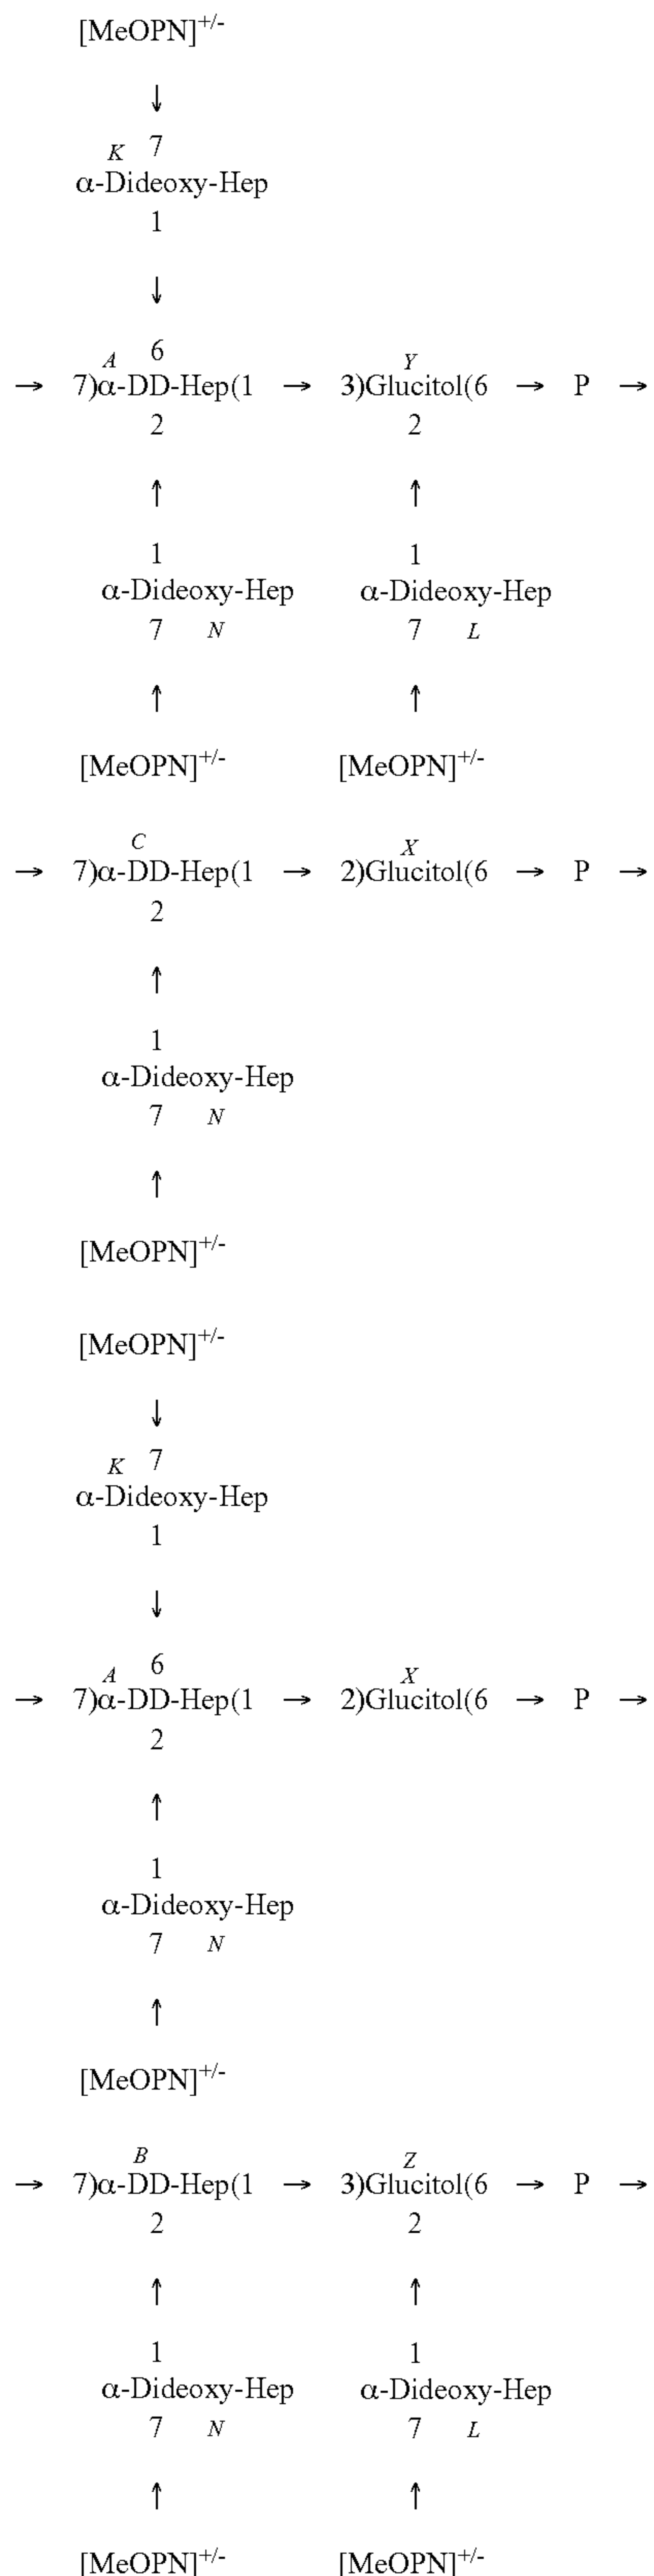 [MeOPN]+/-
↓
K 7
α-Dideoxy-Hep
1
↓
A 6 Y
→ 7)α-DD-Hep(1 → 3)Glucitol(6 → P →
2 2
↑ ↑
1 1
α-Dideoxy-Hep α-Dideoxy-Hep
7 N 7 L
↑ ↑
[MeOPN]+/- [MeOPN]+/-
C X
→ 7)α-DD-Hep(1 → 2)Glucitol(6 → P →
2
↑
1
α-Dideoxy-Hep
7 N
↑
[MeOPN]+/-
[MeOPN]+/-
↓
K 7
α-Dideoxy-Hep
1
↓
A 6 X
→ 7)α-DD-Hep(1 → 2)Glucitol(6 → P →
2
↑
1
α-Dideoxy-Hep
7 N
↑
[MeOPN]+/-
B Z
→ 7)α-DD-Hep(1 → 3)Glucitol(6 → P →
2 2
↑ ↑
1 1
α-Dideoxy-Hep α-Dideoxy-Hep
7 N 7 L
↑ ↑
[MeOPN]+/- [MeOPN]+/-